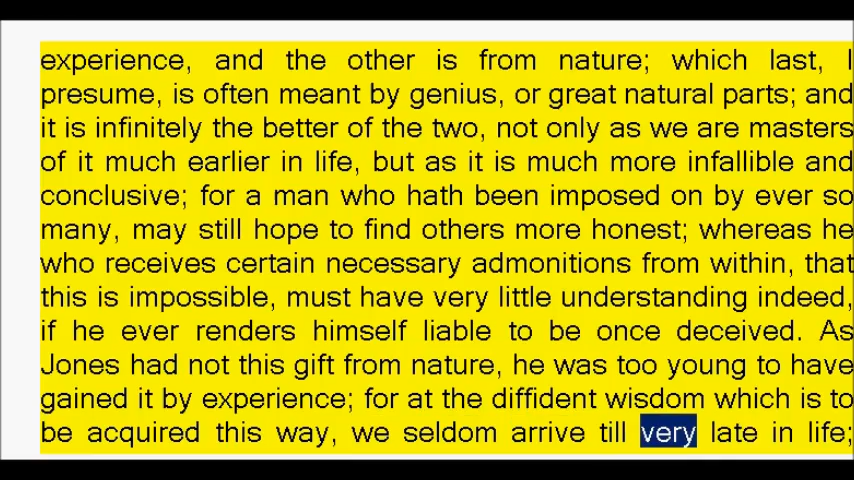 experience, and the other is from nature; which last, I
presume, is often meant by genius, or great natural parts; and
it is infinitely the better of the two, not only as we are masters
of it much earlier in life, but as it is much more infallible and
conclusive; for a man who hath been imposed on by ever so
many, may still hope to find others more honest; whereas he
who receives certain necessary admonitions from within, that
this is impossible, must have very little understanding indeed,
if he ever renders himself liable to be once deceived. As
Jones had not this gift from nature, he was too young to have
gained it by experience; for at the diffident wisdom which is to
be acquired this way, we seldom arrive till very late in life;